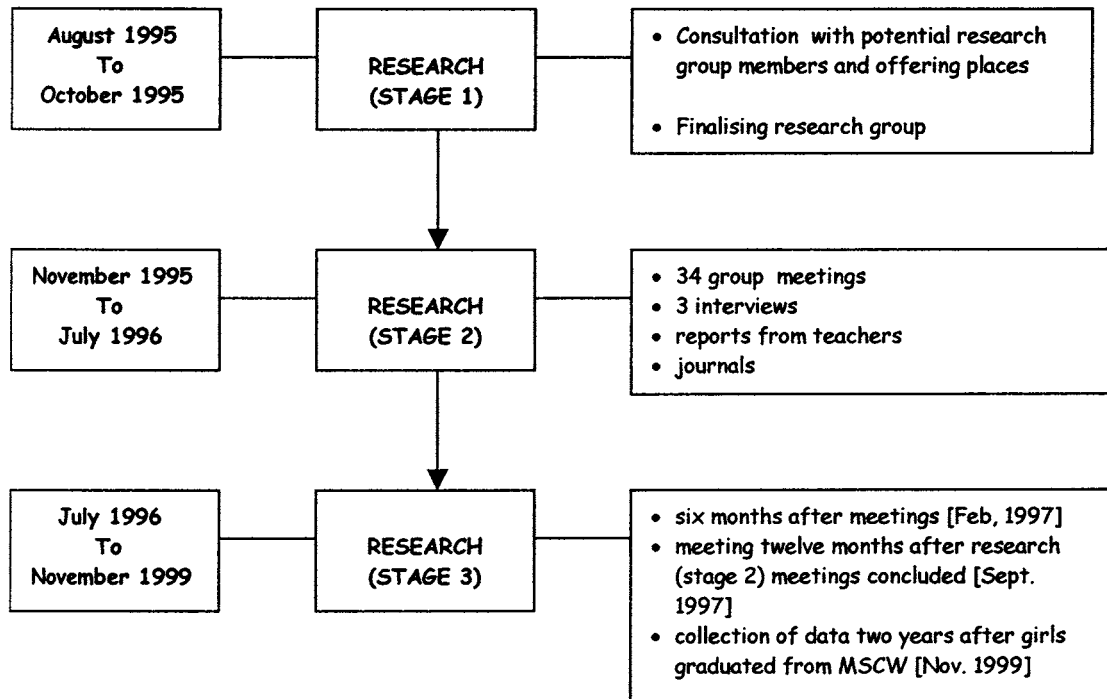 August 1995
To
October 1995
RESEARCH
(STAGE 1)
• Consultation with potential research
group members and offering places
• Finalising research group
November 1995
To
July 1996
RESEARCH
(STAGE 2)
• 34 group meetings
• 3 interviews
• reports from teachers
• journals
July 1996
To
November 1999
RESEARCH
(STAGE 3)
• six months after meetings [Feb, 1997]
• meeting twelve months after research
(stage 2) meetings concluded [Sept.
1997]
• collection of data two years after girls
graduated from MSCW [Nov. 1999]